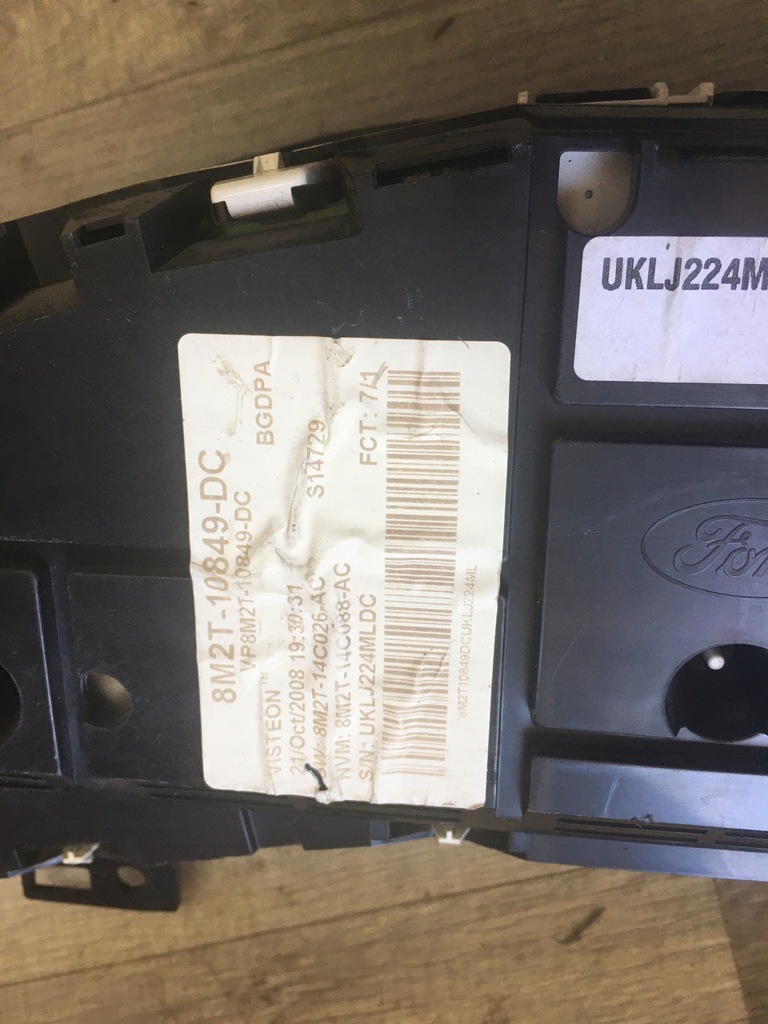 8M2T-10849-DC
VP8M2T-10849-DC
BGDPA
VISTEON™
21/Oct/2008 19:30:31
S/W: 8M2T-14C026-AC
S14729
NVM: 8M2T-14C088-AC
S/N: UKLJ224MLDC
FCT: 7/1
*8M2T10849DCUKLJ224ML*
UKLJ224M
Ford